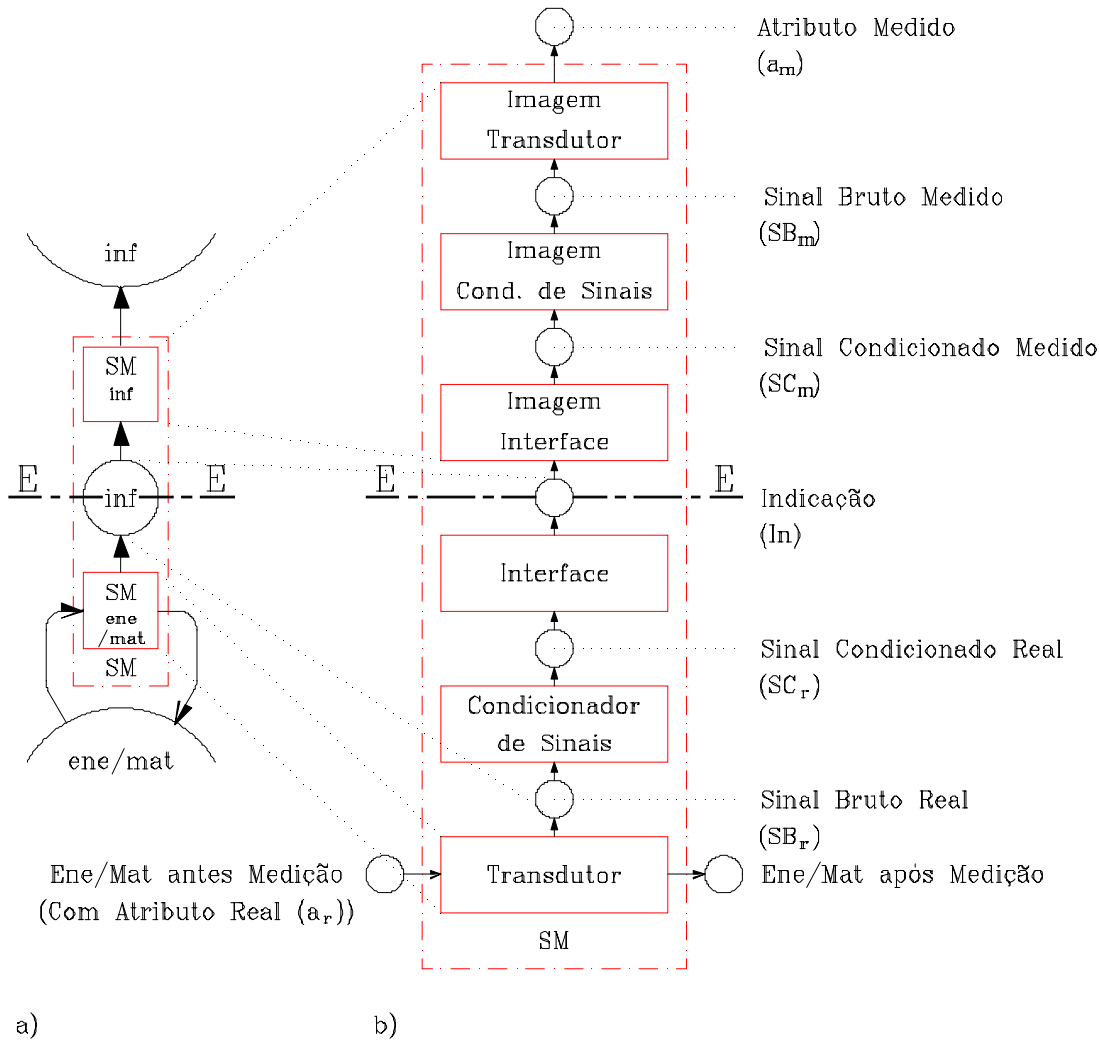 inf
SM
inf
E
inf
E
SM
ene
/mat
SM
ene/mat
a)
Atributo Medido
(am)
Imagem
Transdutor
Sinal Bruto Medido
(SBm)
Imagem
Cond. de Sinais
Sinal Condicionado Medido
(SCm)
Imagem
Interface
E
E
Indicação
(In)
Interface
Sinal Condicionado Real
(SCr)
Condicionador
de Sinais
Sinal Bruto Real
(SBr)
Ene/Mat antes Medição
(Com Atributo Real (ar))
Transdutor
Ene/Mat após Medição
SM
b)